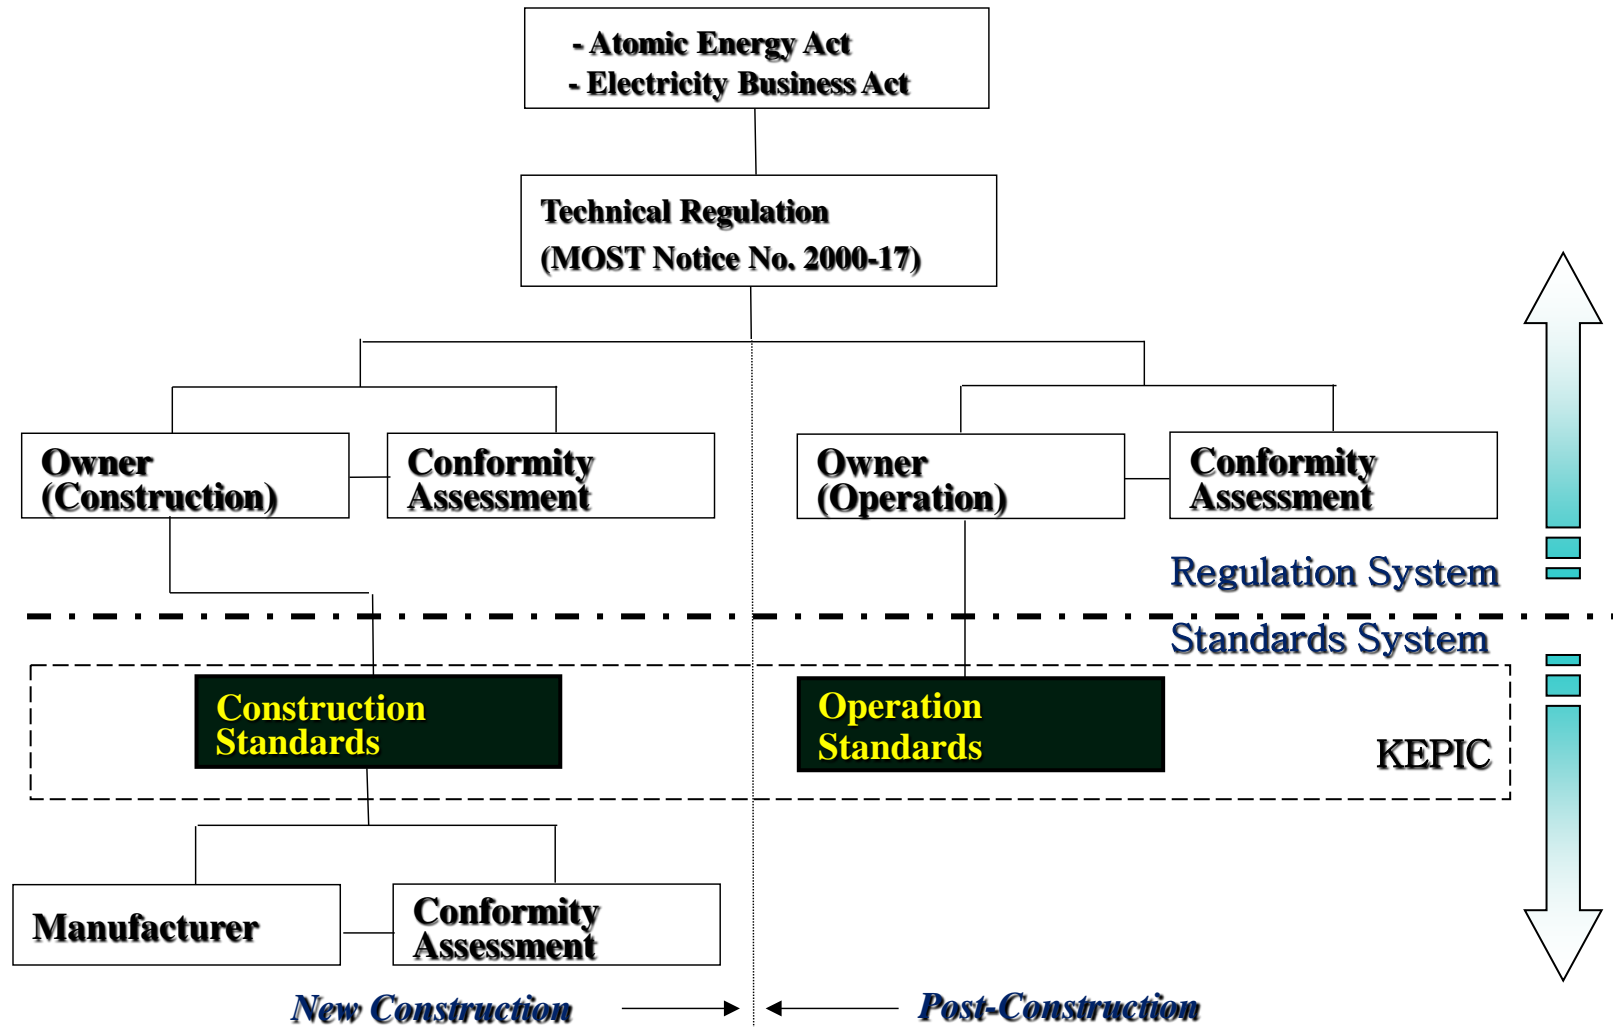 - Atomic Energy Act
- Electricity Business Act
Technical Regulation
(MOST Notice No. 2000-17)
Owner
(Construction)
Conformity
Assessment
Owner
(Operation)
Conformity
Assessment
Regulation System
Standards System
Construction
Standards
Operation
Standards
KEPIC
Manufacturer
Conformity
Assessment
New Construction
Post-Construction